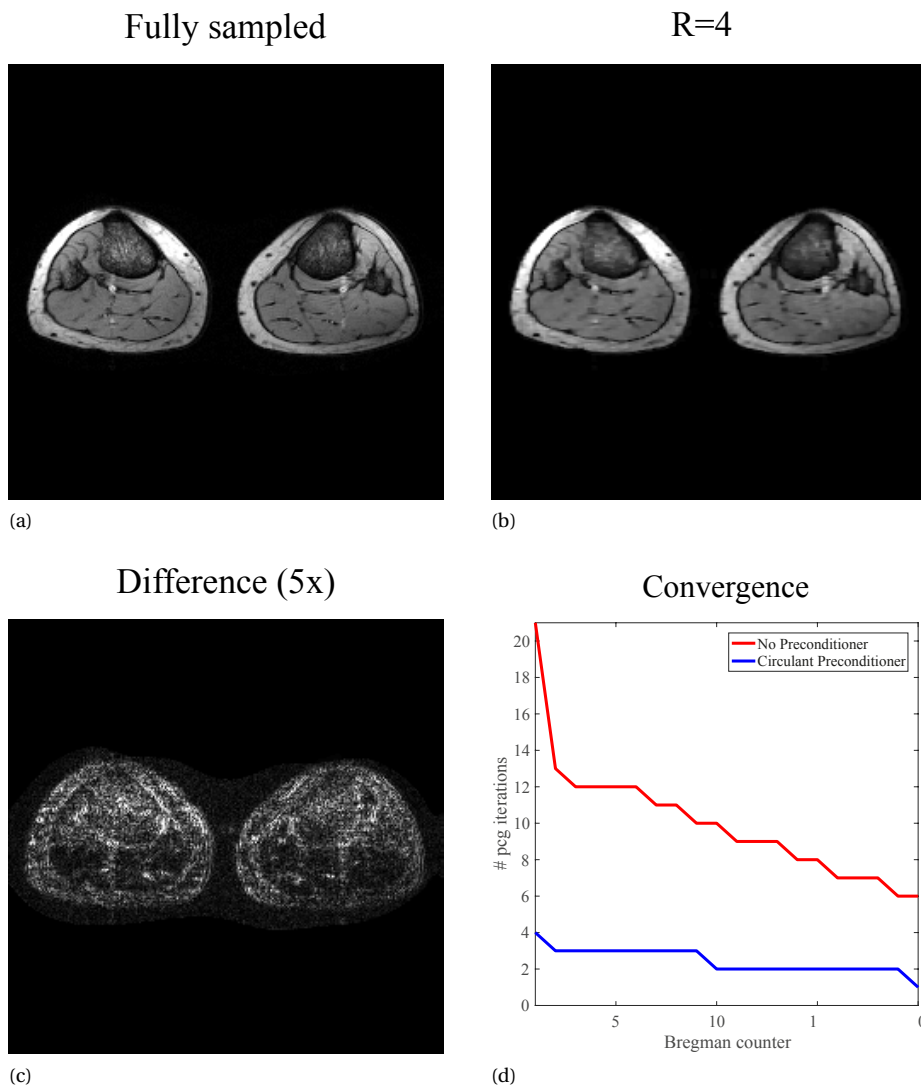 Fully sampled
R=4
(a)
(b)
Difference (5x)
Convergence
(c)
20
18
16
14
12
10
8
6
4
2
0
# pcg iterations
No Preconditioner
Circulant Preconditioner
5
10
1
0
Bregman counter
(d)